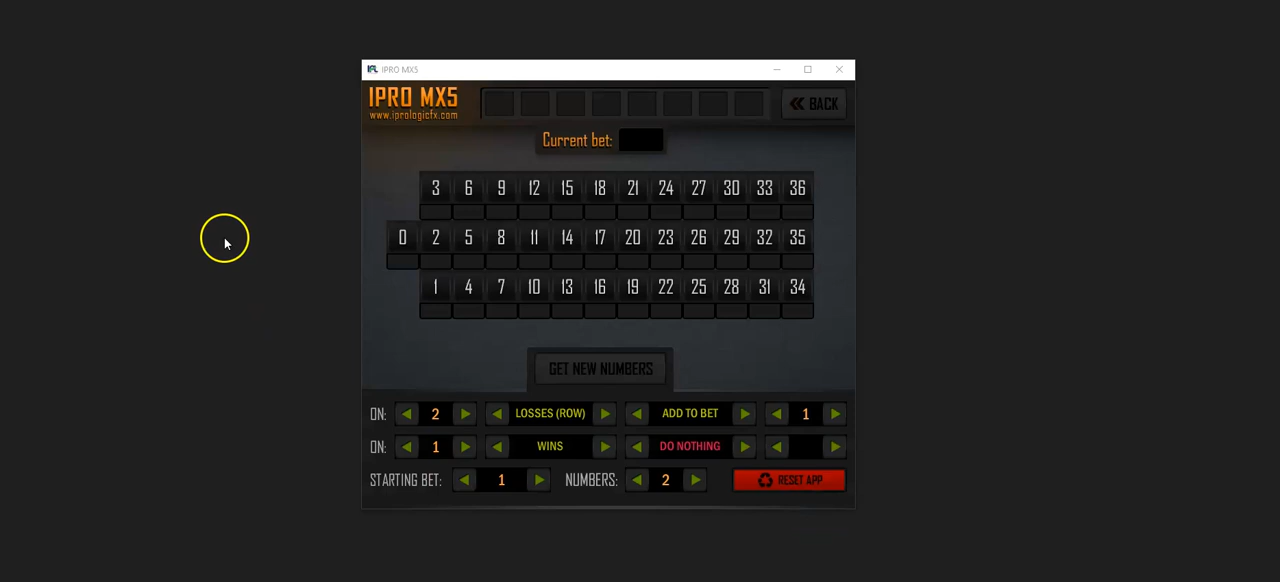 IPRO MX5
IPRO MX5
www.iprologicfx.com
BACK
Current bet:
3 6 9 12 15 18 21 24 27 30 33 36
0 2 5 8 11 14 17 20 23 26 29 32 35
1 4 7 10 13 16 19 22 25 28 31 34
GET NEW NUMBERS
ON: 2 LOSSES (ROW) ADD TO BET 1
ON: 1 WINS DO NOTHING
STARTING BET: 1 NUMBERS: 2 RESET APP